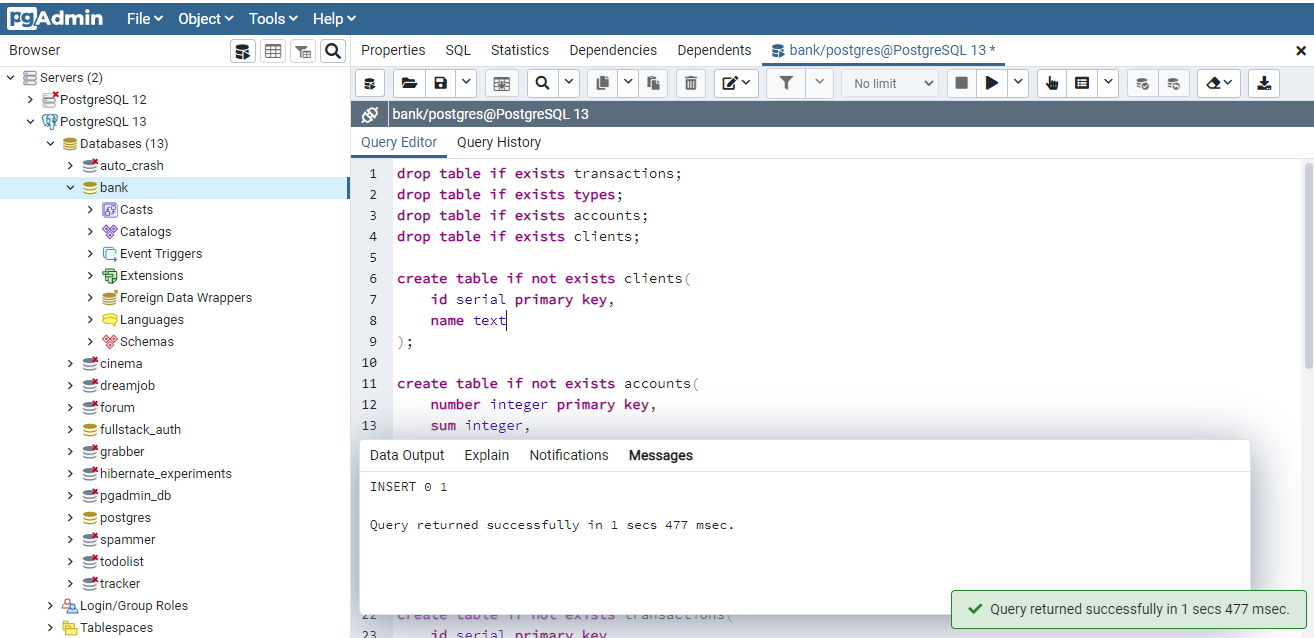 pgAdmin File Object Tools Help
Browser
Properties SQL Statistics Dependencies Dependents bank/postgres@PostgreSQL 13 *
No limit
bank/postgres@PostgreSQL 13
Query Editor Query History
Servers (2)
PostgreSQL 12
PostgreSQL 13
Databases (13)
auto_crash
bank
Casts
Catalogs
Event Triggers
Extensions
Foreign Data Wrappers
Languages
Schemas
cinema
dreamjob
forum
fullstack_auth
grabber
hibernate_experiments
pgadmin_db
postgres
spammer
todolist
tracker
Login/Group Roles
Tablespaces
1 drop table if exists transactions;
2 drop table if exists types;
3 drop table if exists accounts;
4 drop table if exists clients;
5
6 create table if not exists clients(
7 id serial primary key,
8 name text
9 );
10
11 create table if not exists accounts(
12 number integer primary key,
13 sum integer,
Data Output Explain Notifications Messages
INSERT 0 1
Query returned successfully in 1 secs 477 msec.
22 create table if not exists transactions(
23 id serial primary key
Query returned successfully in 1 secs 477 msec.